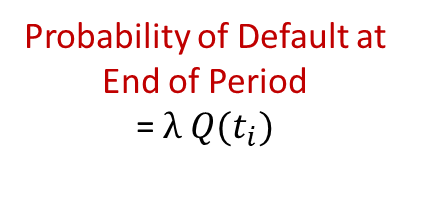 Probability of Default at
End of Period
= λ Q(tᵢ)